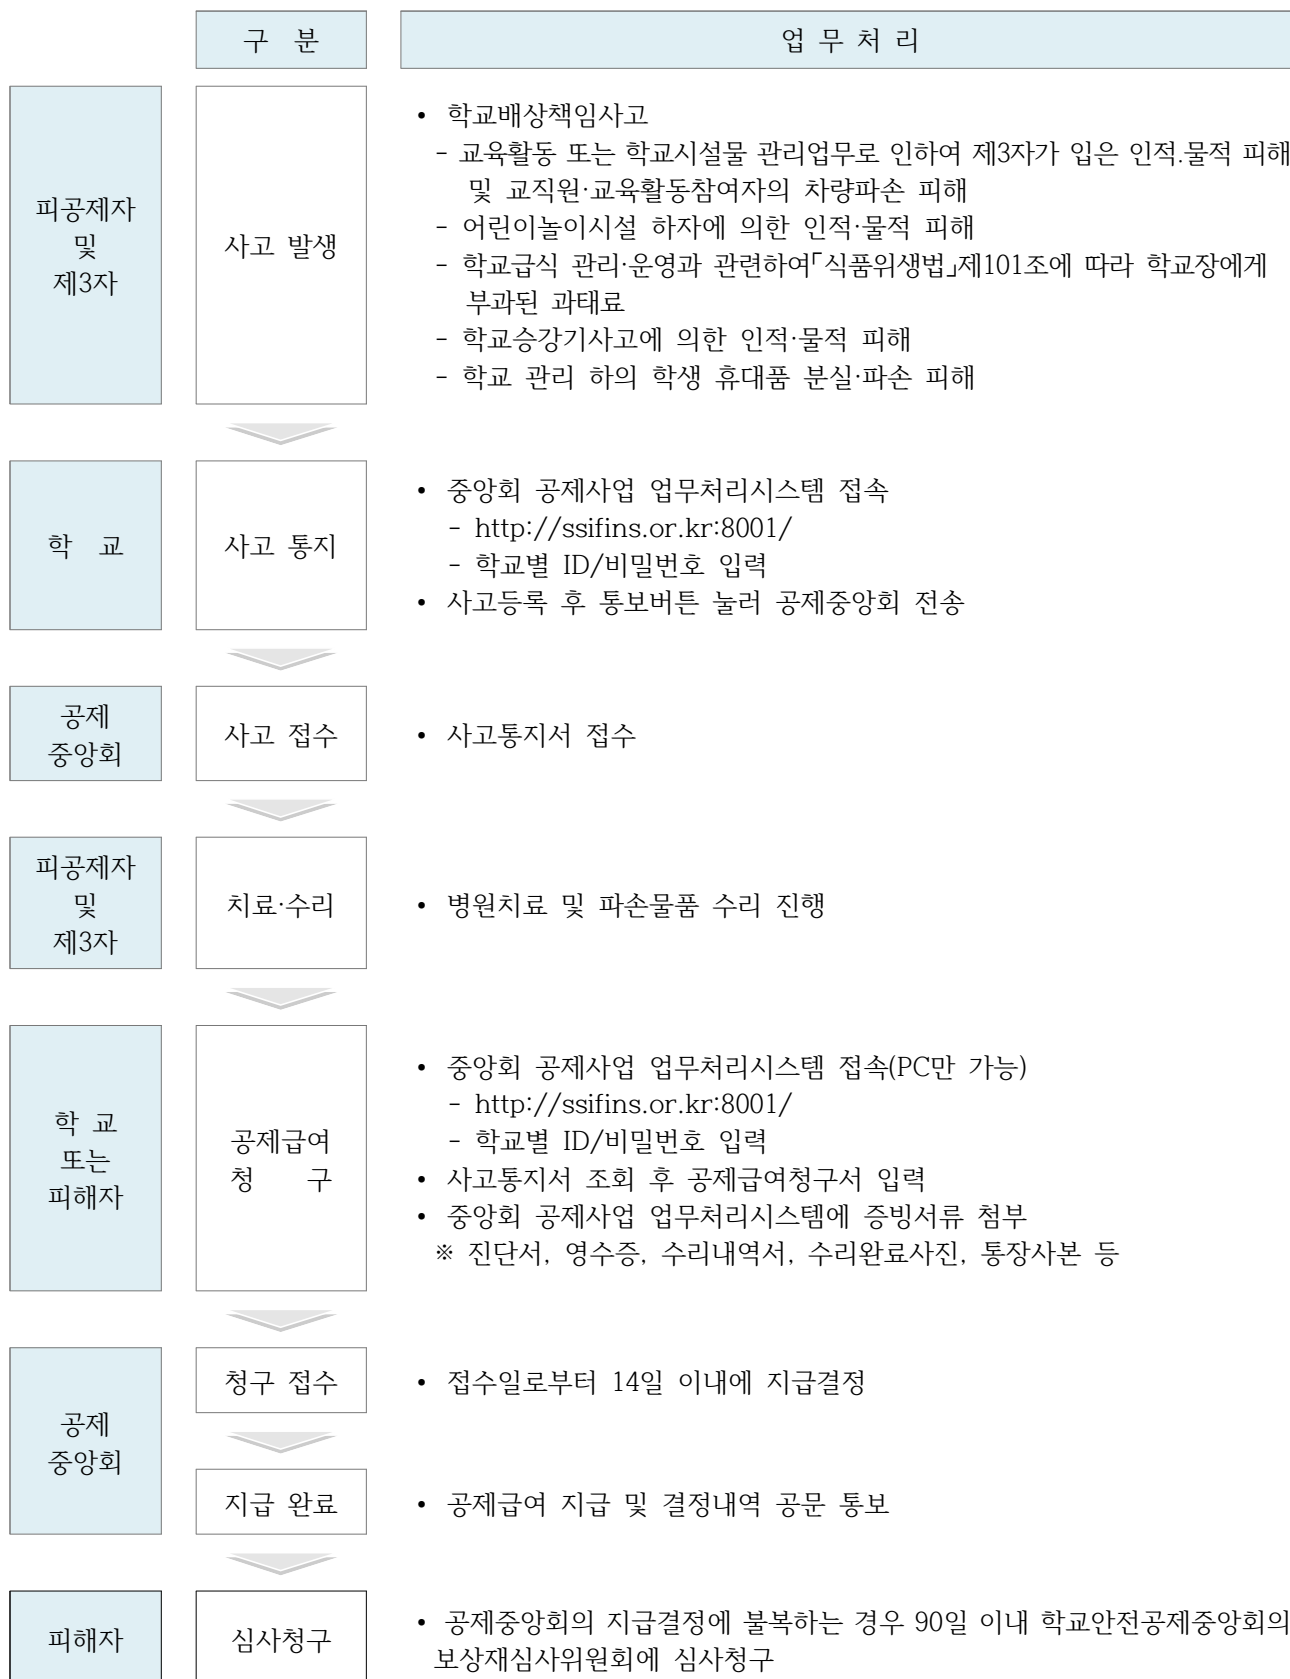 구 분
업 무 처 리
피공제자
및
제3자
사고 발생
• 학교배상책임사고
- 교육활동 또는 학교시설물 관리업무로 인하여 제3자가 입은 인적.물적 피해
및 교직원·교육활동참여자의 차량파손 피해
- 어린이놀이시설 하자에 의한 인적·물적 피해
- 학교급식 관리·운영과 관련하여「식품위생법」제101조에 따라 학교장에게
부과된 과태료
- 학교승강기사고에 의한 인적·물적 피해
- 학교 관리 하의 학생 휴대품 분실·파손 피해
학 교
사고 통지
• 중앙회 공제사업 업무처리시스템 접속
- http://ssifins.or.kr:8001/
- 학교별 ID/비밀번호 입력
• 사고등록 후 통보버튼 눌러 공제중앙회 전송
공제
중앙회
사고 접수
• 사고통지서 접수
피공제자
및
제3자
치료·수리
• 병원치료 및 파손물품 수리 진행
학 교
또는
피해자
공제급여
청 구
• 중앙회 공제사업 업무처리시스템 접속(PC만 가능)
- http://ssifins.or.kr:8001/
- 학교별 ID/비밀번호 입력
• 사고통지서 조회 후 공제급여청구서 입력
• 중앙회 공제사업 업무처리시스템에 증빙서류 첨부
※ 진단서, 영수증, 수리내역서, 수리완료사진, 통장사본 등
공제
중앙회
청구 접수
• 접수일로부터 14일 이내에 지급결정
지급 완료
• 공제급여 지급 및 결정내역 공문 통보
피해자
심사청구
• 공제중앙회의 지급결정에 불복하는 경우 90일 이내 학교안전공제중앙회의
보상재심사위원회에 심사청구